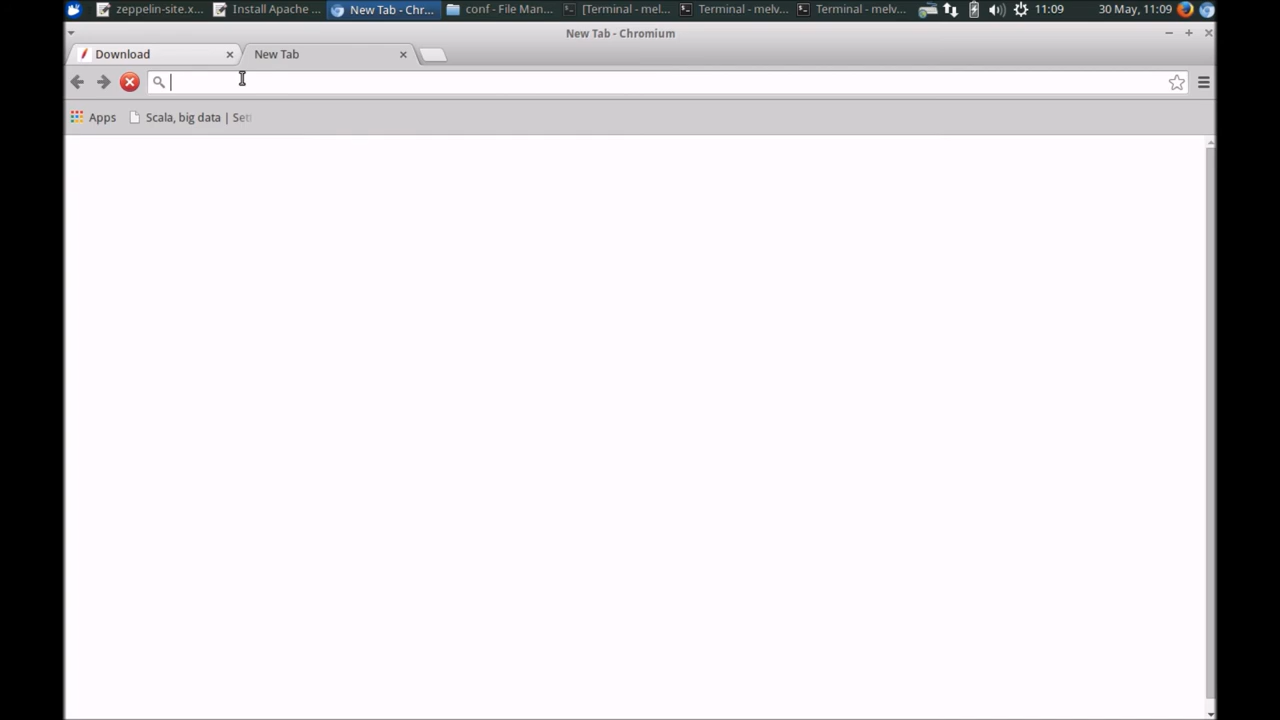 zeppelin-site.x... Install Apache ... New Tab - Chr... conf - File Man... [Terminal - mel... Terminal - melv... Terminal - melv... 11:09 30 May, 11:09
New Tab - Chromium
Download New Tab
Apps Scala, big data | Set